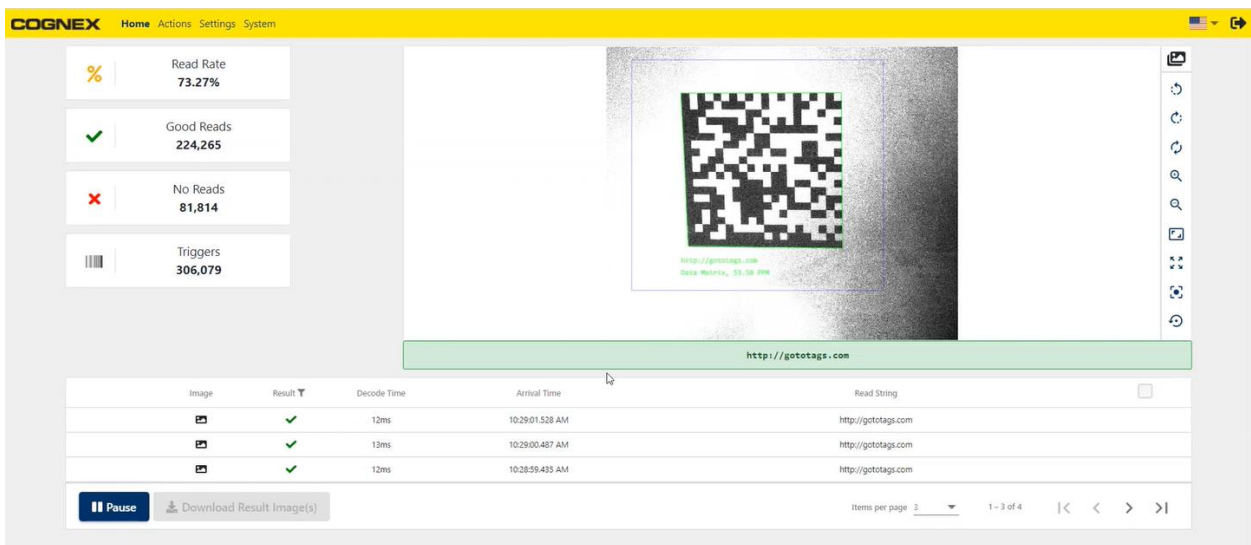 COGNEX Home Actions Settings System
Read Rate
73.27%
Good Reads
224,265
No Reads
81,814
Triggers
306,079
http://gototags.com
Data Matrix, 53.58 PPM
http://gototags.com
Image Result Decode Time Arrival Time Read String
12ms 10:29:01.528 AM http://gototags.com
13ms 10:29:00.487 AM http://gototags.com
12ms 10:28:59.435 AM http://gototags.com
Pause Download Result Image(s) Items per page 3 1 – 3 of 4